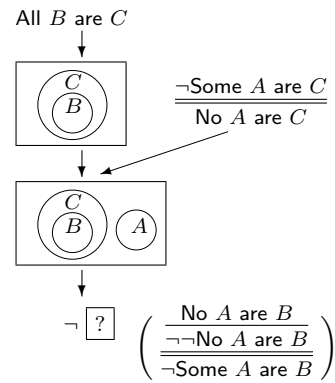 All B are C
C
B
¬Some A are C
No A are C
C
B
A
¬ ?
No A are B
¬¬No A are B
¬Some A are B